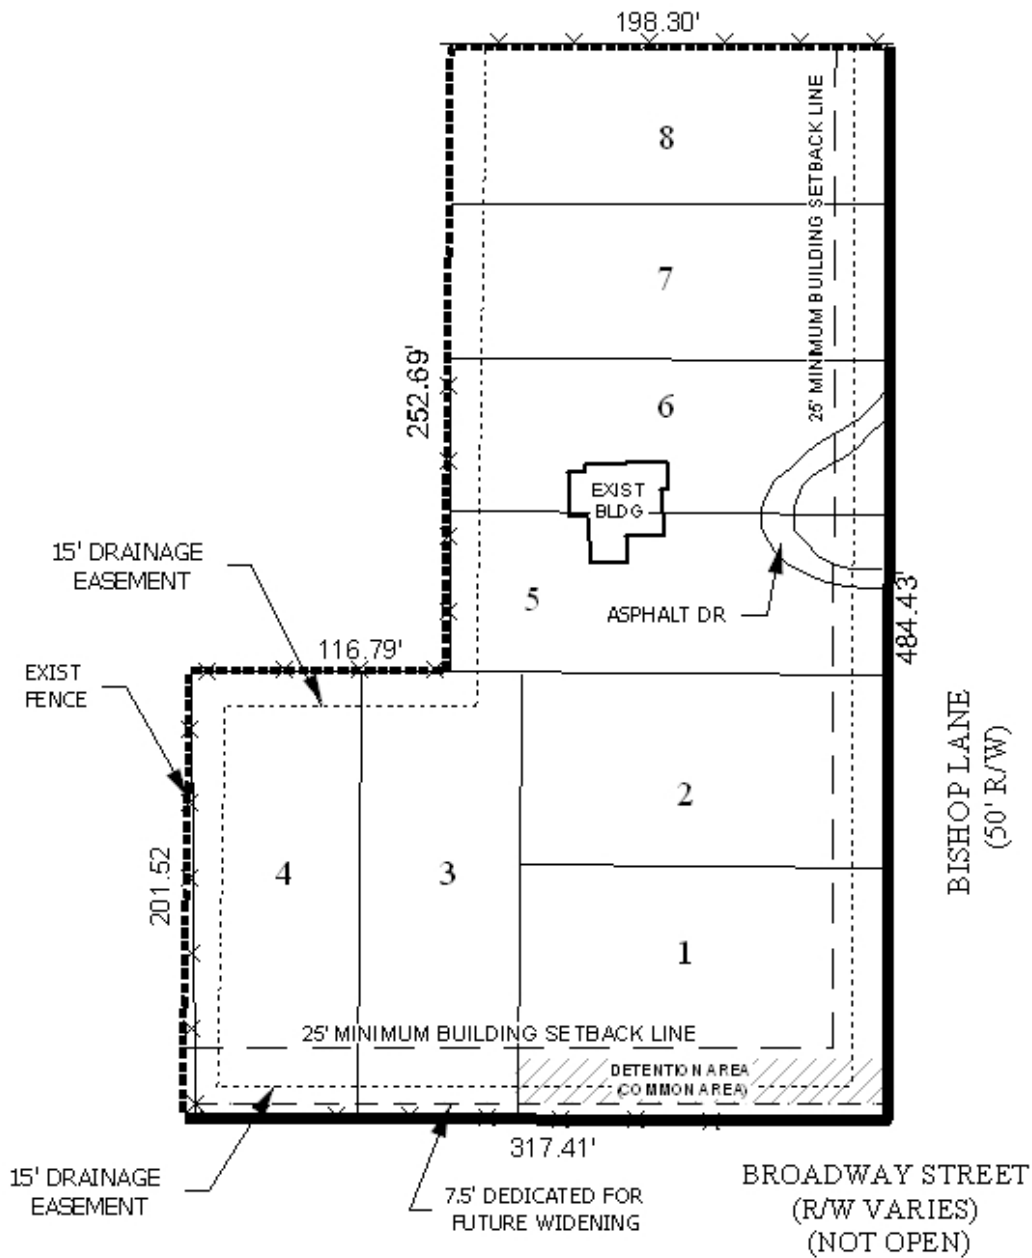 198.30'
8
25' MINIMUM BUILDING SETBACK LINE
7
252.69'
6
EXIST
BLDG
15' DRAINAGE
EASEMENT
5
ASPHALT DR
484.43'
116.79'
EXIST
FENCE
BISHOP LANE
(50' R/W)
2
201.52
4
3
1
25' MINIMUM BUILDING SETBACK LINE
DETENTION AREA
(COMMON AREA)
317.41'
15' DRAINAGE
EASEMENT
7.5' DEDICATED FOR
FUTURE WIDENING
BROADWAY STREET
(R/W VARIES)
(NOT OPEN)